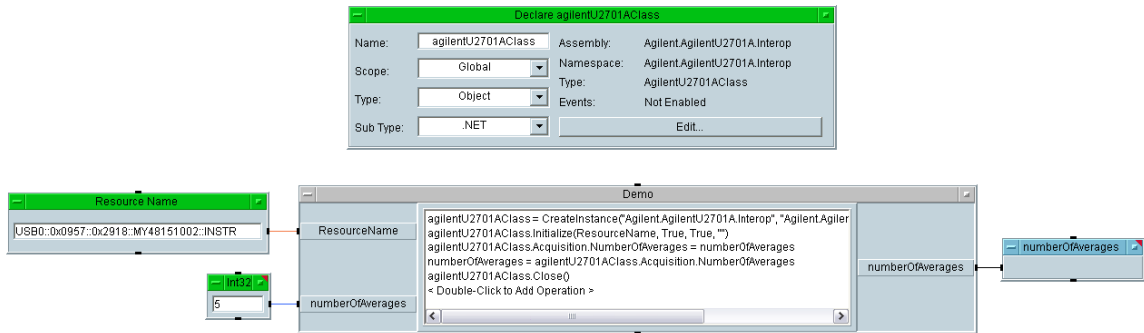 Declare agilentU2701AClass
Name: agilentU2701AClass Assembly: Agilent.AgilentU2701A.Interop
Scope: Global Namespace: Agilent.AgilentU2701A.Interop
Type: AgilentU2701AClass
Type: Object Events: Not Enabled
Sub Type: .NET Edit...
Resource Name
USB0::0x0957::0x2918::MY48151002::INSTR
Demo
ResourceName
agilentU2701AClass = CreateInstance("Agilent.AgilentU2701A.Interop", "Agilent.Agiler
agilentU2701AClass.Initialize(ResourceName, True, True, "")
agilentU2701AClass.Acquisition.NumberOfAverages = numberOfAverages
numberOfAverages = agilentU2701AClass.Acquisition.NumberOfAverages
agilentU2701AClass.Close()
< Double-Click to Add Operation >
Int32
5
numberOfAverages
numberOfAverages
numberOfAverages